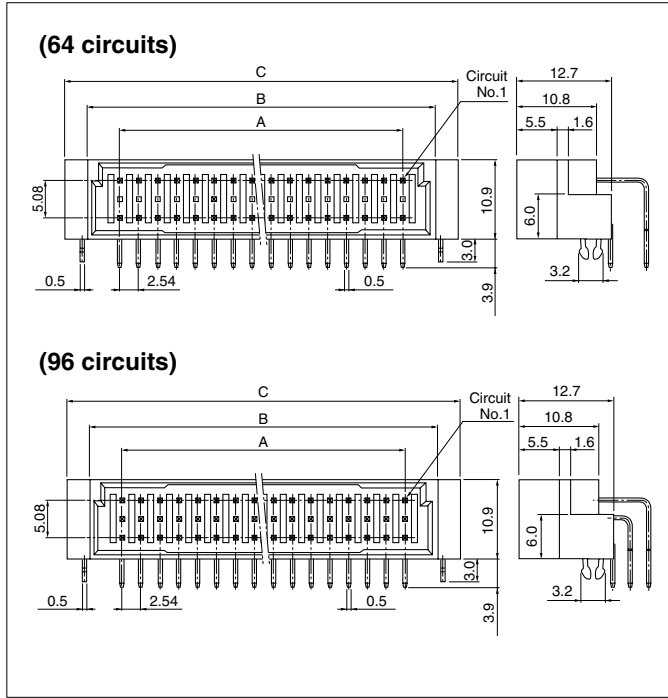 (64 circuits)
C
B
A
Circuit
No.1
12.7
10.8
5.5
1.6
5.08
10.9
6.0
3.0
3.9
0.5
2.54
0.5
3.2
(96 circuits)
C
B
A
Circuit
No.1
12.7
10.8
5.5
1.6
5.08
10.9
6.0
3.0
3.9
0.5
2.54
0.5
3.2